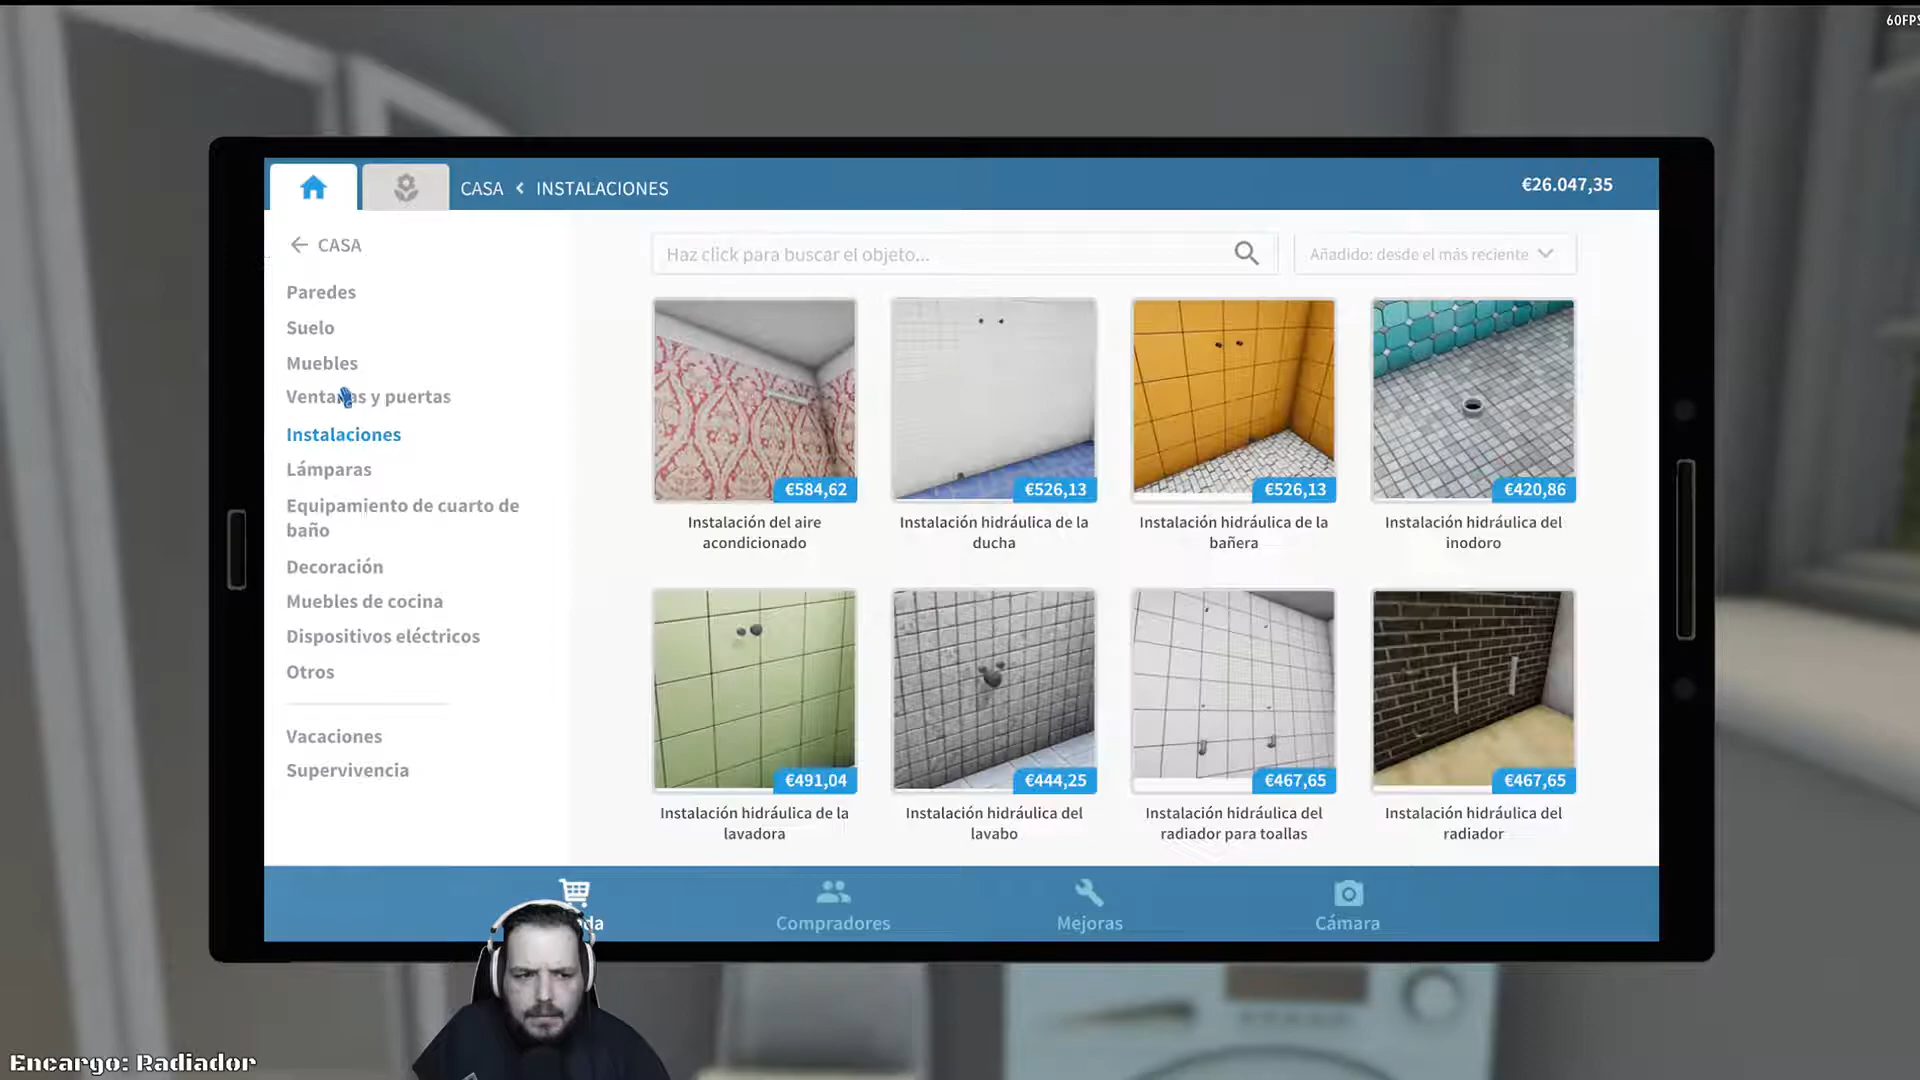 60FPS
CASA < INSTALACIONES
€26.047,35
← CASA
Haz click para buscar el objeto...
Añadido: desde el más reciente
Paredes
Suelo
Muebles
Ventanas y puertas
Instalaciones
Lámparas
Equipamiento de cuarto de
baño
Decoración
Muebles de cocina
Dispositivos eléctricos
Otros
Vacaciones
Supervivencia
€584,62
€526,13
€526,13
€420,86
Instalación del aire
acondicionado
Instalación hidráulica de la
ducha
Instalación hidráulica de la
bañera
Instalación hidráulica del
inodoro
€491,04
€444,25
€467,65
€467,65
Instalación hidráulica de la
lavadora
Instalación hidráulica del
lavabo
Instalación hidráulica del
radiador para toallas
Instalación hidráulica del
radiador
Compradores
Mejoras
Cámara
Encargo: Radiador